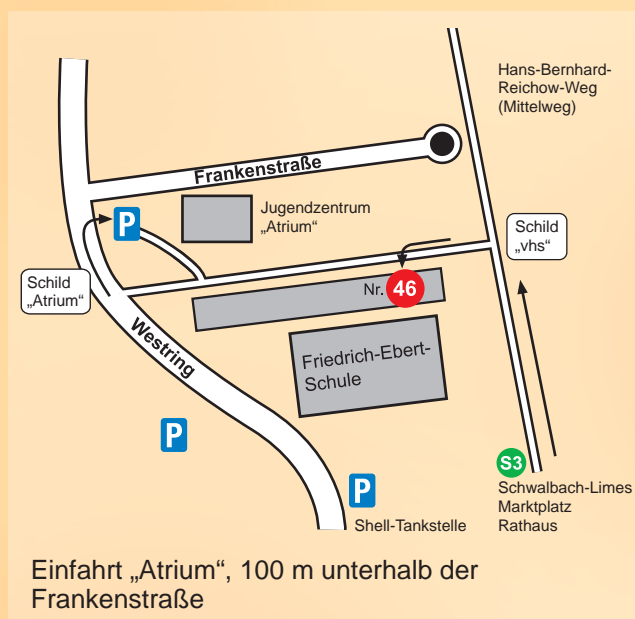 Hans-Bernhard-
Reichow-Weg
(Mittelweg)
Frankenstraße
P
Jugendzentrum
„Atrium“
Schild
„vhs“
Schild
„Atrium“
Nr. 46
Westring
Friedrich-Ebert-
Schule
P
S3
P
Schwalbach-Limes
Marktplatz
Rathaus
Shell-Tankstelle
Einfahrt „Atrium“, 100 m unterhalb der
Frankenstraße